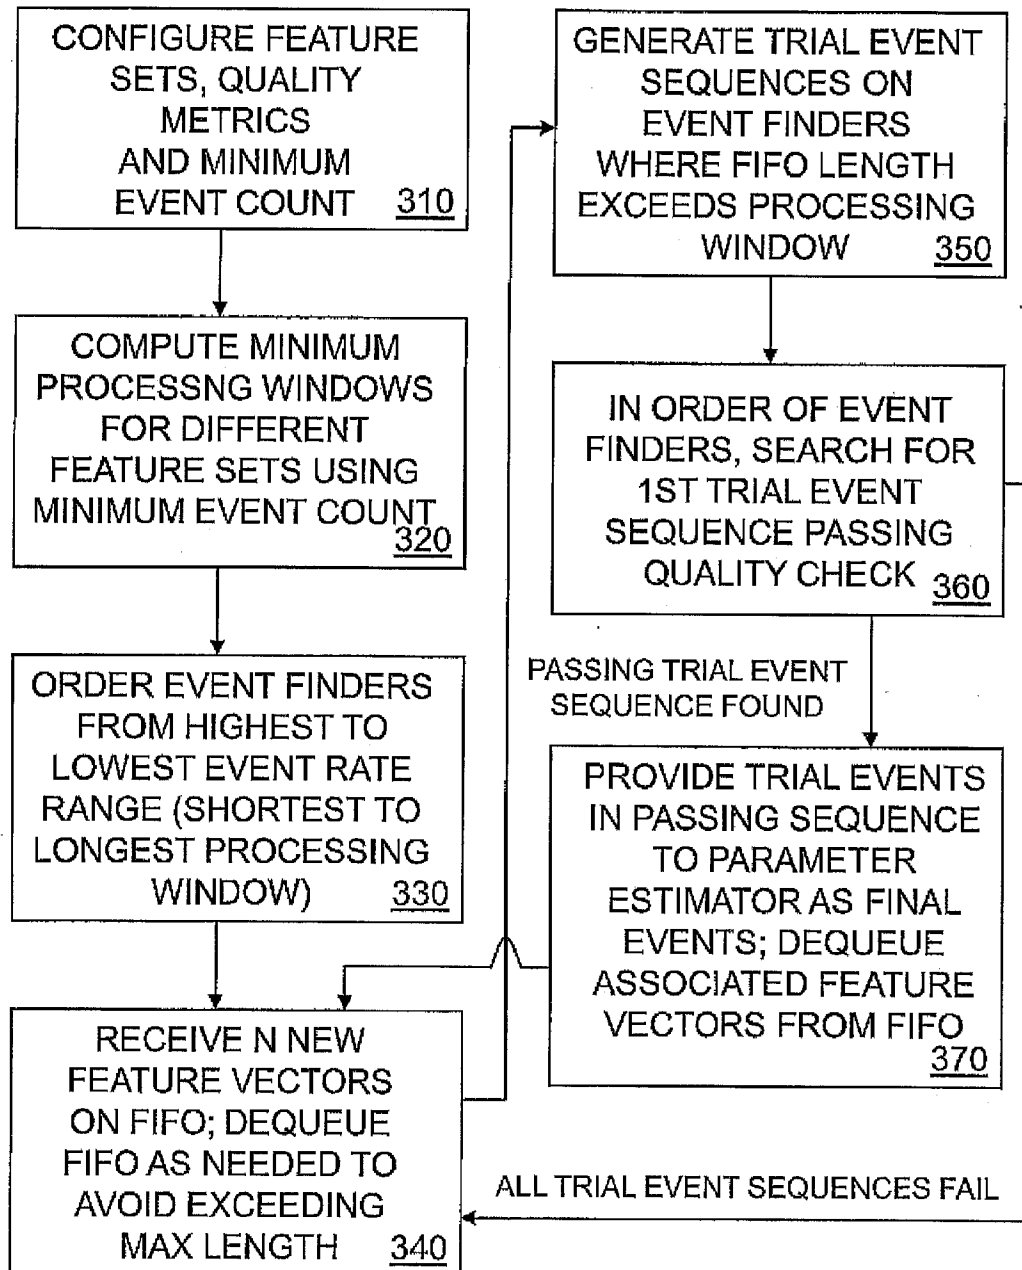 CONFIGURE FEATURE
SETS, QUALITY
METRICS
AND MINIMUM
EVENT COUNT 310
COMPUTE MINIMUM
PROCESSNG WINDOWS
FOR DIFFERENT
FEATURE SETS USING
MINIMUM EVENT COUNT
320
ORDER EVENT FINDERS
FROM HIGHEST TO
LOWEST EVENT RATE
RANGE (SHORTEST TO
LONGEST PROCESSING
WINDOW) 330
RECEIVE N NEW
FEATURE VECTORS
ON FIFO; DEQUEUE
FIFO AS NEEDED TO
AVOID EXCEEDING
MAX LENGTH 340
GENERATE TRIAL EVENT
SEQUENCES ON
EVENT FINDERS
WHERE FIFO LENGTH
EXCEEDS PROCESSING
WINDOW 350
IN ORDER OF EVENT
FINDERS, SEARCH FOR
1ST TRIAL EVENT
SEQUENCE PASSING
QUALITY CHECK 360
PASSING TRIAL EVENT
SEQUENCE FOUND
PROVIDE TRIAL EVENTS
IN PASSING SEQUENCE
TO PARAMETER
ESTIMATOR AS FINAL
EVENTS; DEQUEUE
ASSOCIATED FEATURE
VECTORS FROM FIFO
370
ALL TRIAL EVENT SEQUENCES FAIL